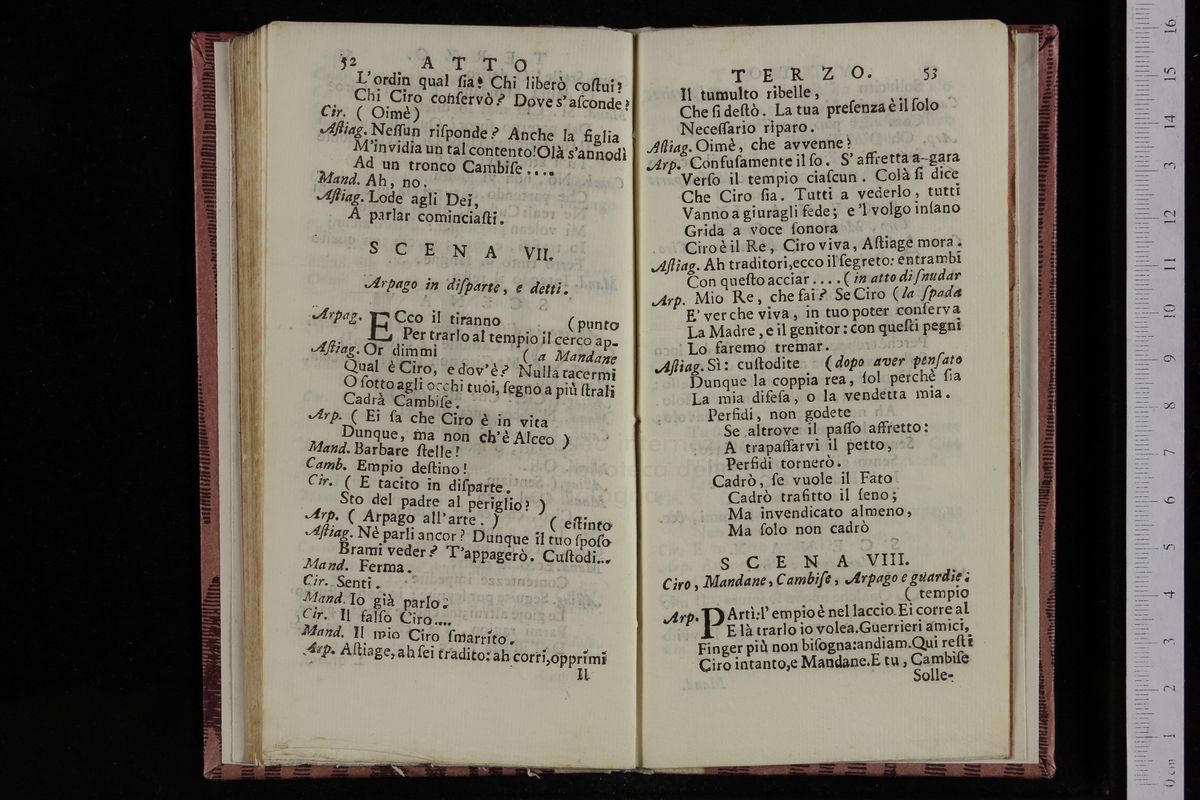 52 ATTO
L'ordin qual ſia? Chi liberò coſtui?
Chi Ciro conſervò? Dove s'aſconde?
Cir. ( Oimè)
Aſtiag. Neſſun riſponde? Anche la figlia
M'invidia un tal contento! Olà s'annodi
Ad un tronco Cambiſe....
Mand. Ah, no.
Aſtiag. Lode agli Dei,
A parlar cominciaſti.
SCENA VII.
Arpago in diſparte, e detti.
Arpag. ECco il tiranno (punto
Per trarlo al tempio il cerco ap-
Aſtiag. Or dimmi ( a Mandane
Qual è Ciro, e dov'è? Nulla tacermi
O ſotto agli occhi tuoi, ſegno a più ſtrali
Cadrà Cambiſe.
Arp. ( Ei ſa che Ciro è in vita
Dunque, ma non ch'è Alceo )
Mand. Barbare ſtelle!
Camb. Empio deſtino!
Cir. ( E tacito in diſparte.
Sto del padre al periglio? )
Arp. ( Arpago all'arte. ) ( eſtinto
Aſtiag. Nè parli ancor? Dunque il tuo ſpoſo
Brami veder? T'appagerò. Cuſtodi...
Mand. Ferma.
Cir. Senti.
Mand. Io già parlo.
Cir. Il falſo Ciro....
Mand. Il mio Ciro ſmarrito.
Arp. Aſtiage, ah ſei tradito: ah corri, opprimi
Il
TERZO. 53
Il tumulto ribelle,
Che ſi deſtò. La tua preſenza è il ſolo
Neceſſario riparo.
Aſtiag. Oimè, che avvenne?
Arp. Confuſamente il ſo. S'affretta a gara
Verſo il tempio ciaſcun. Colà ſi dice
Che Ciro ſia. Tutti a vederlo, tutti
Vanno a giuragli fede; e 'l volgo inſano
Grida a voce ſonora
Ciro è il Re, Ciro viva, Aſtiage mora.
Aſtiag. Ah traditori, ecco il ſegreto: entrambi
Con queſto acciar.... ( in atto di ſnudar
Arp. Mio Re, che fai? Se Ciro (la ſpada
E' ver che viva, in tuo poter conſerva
La Madre, e il genitor: con queſti pegni
Lo faremo tremar.
Aſtiag. Sì: cuſtodite (dopo aver penſato
Dunque la coppia rea, ſol perchè ſia
La mia difeſa, o la vendetta mia.
Perfidi, non godete
Se altrove il paſſo affretto:
A trapaſſarvi il petto,
Perfidi tornerò.
Cadrò, ſe vuole il Fato
Cadrò trafitto il ſeno;
Ma invendicato almeno,
Ma ſolo non cadrò
SCENA VIII.
Ciro, Mandane, Cambiſe, Arpago e guardie.
( tempio
Arp. PArtì: l'empio è nel laccio. Ei corre al
E là trarlo io volea. Guerrieri amici,
Finger più non biſogna: andiam. Qui reſti
Ciro intanto, e Mandane. E tu, Cambiſe
Solle-